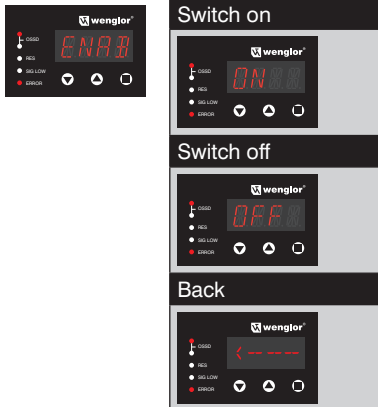 wenglor®
OSSD
ENAB
RES
SIG LOW
ERROR
Switch on
wenglor®
OSSD
ON
RES
SIG LOW
ERROR
Switch off
wenglor®
OSSD
OFF
RES
SIG LOW
ERROR
Back
wenglor®
OSSD
<----
RES
SIG LOW
ERROR